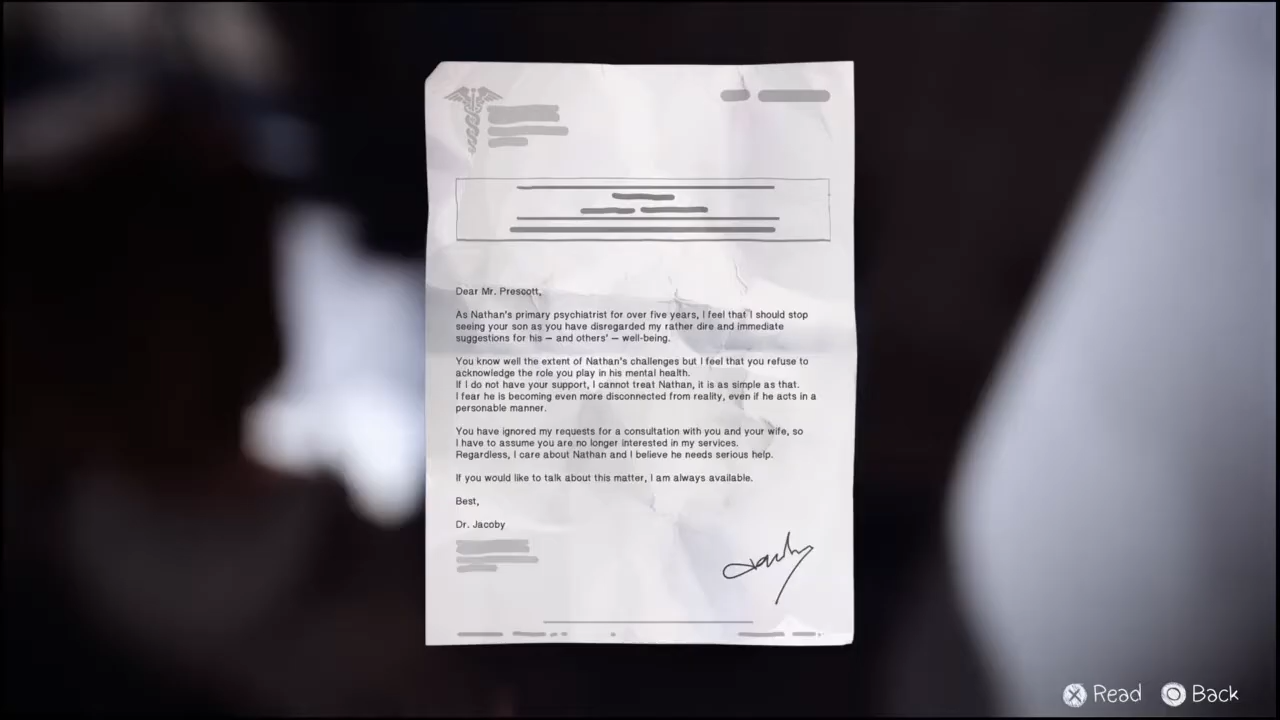 Dear Mr. Prescott,
As Nathan's primary psychiatrist for over five years, I feel that I should stop
seeing your son as you have disregarded my rather dire and immediate
suggestions for his — and others' — well-being.
You know well the extent of Nathan's challenges but I feel that you refuse to
acknowledge the role you play in his mental health.
If I do not have your support, I cannot treat Nathan, it is as simple as that.
I fear he is becoming even more disconnected from reality, even if he acts in a
personable manner.
You have ignored my requests for a consultation with you and your wife, so
I have to assume you are no longer interested in my services.
Regardless, I care about Nathan and I believe he needs serious help.
If you would like to talk about this matter, I am always available.
Best,
Dr. Jacoby
Read
Back